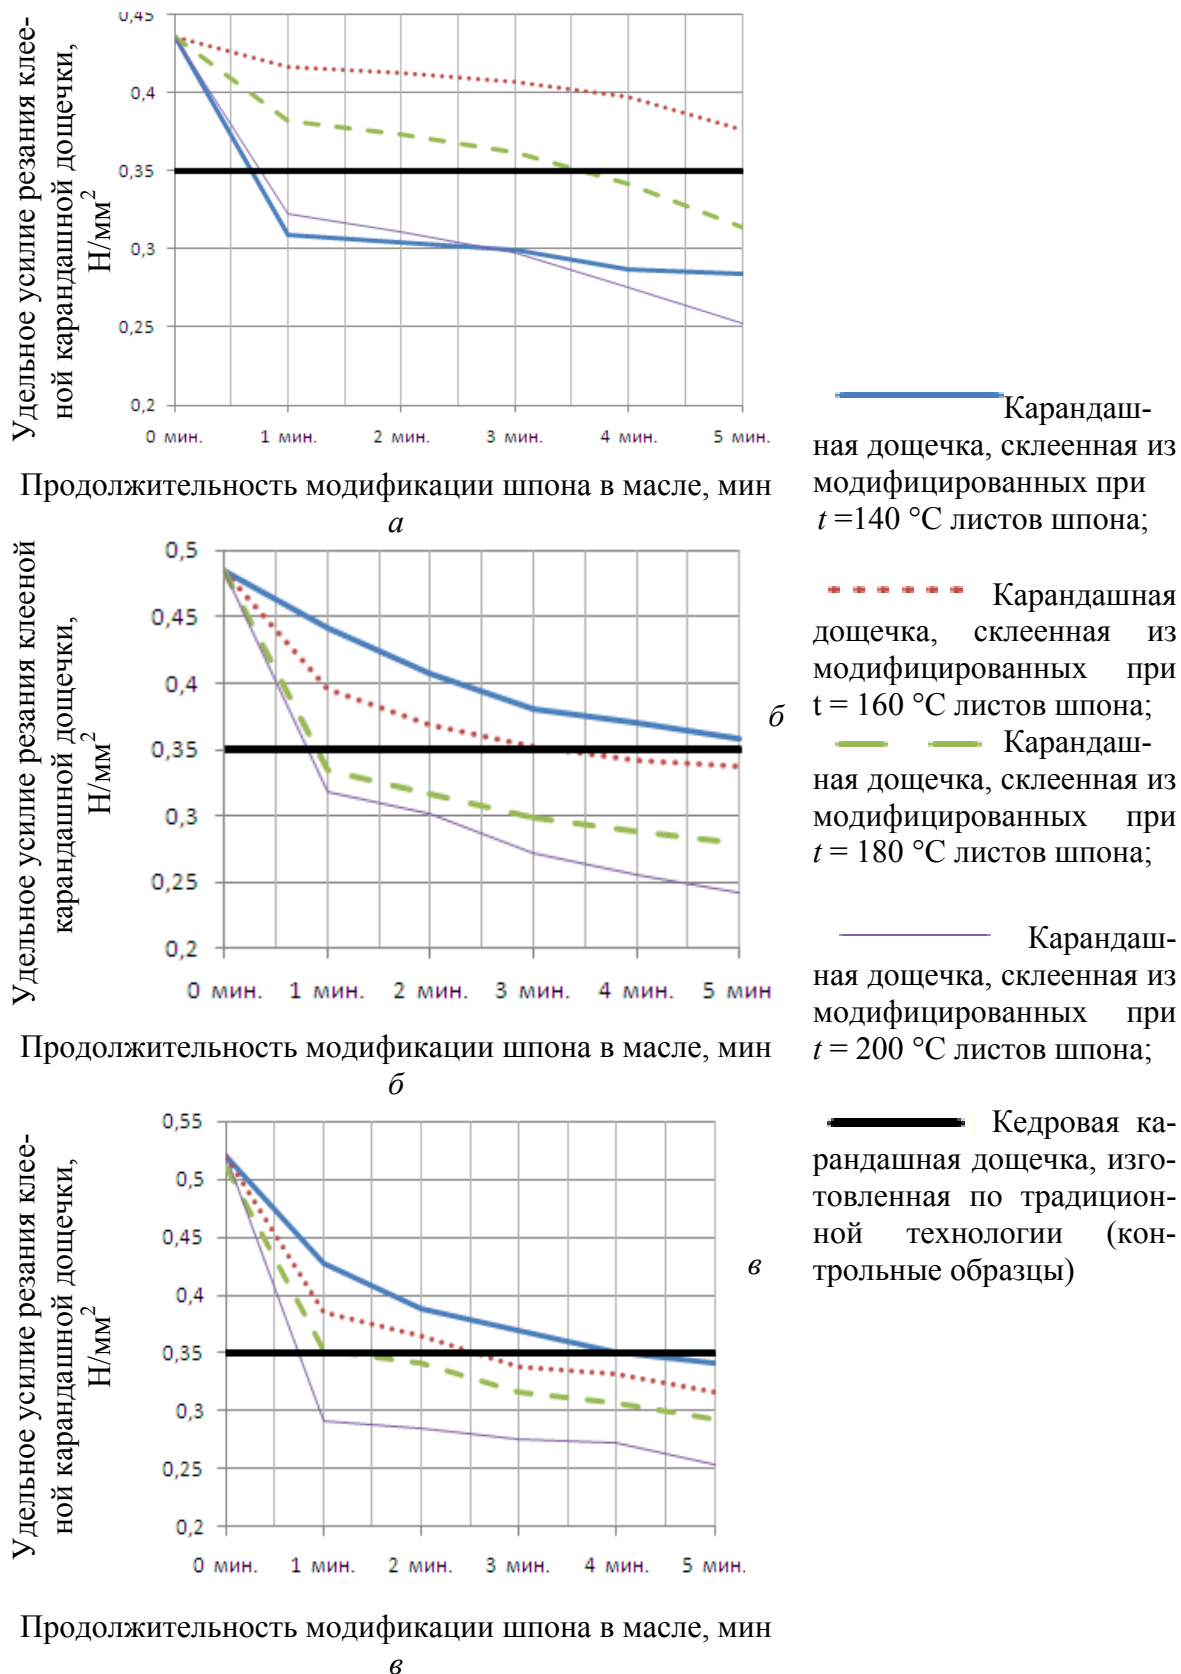 Удельное усилие резания клее-
ной карандашной дощечки,
Н/мм²
0,45
0,4
0,35
0,3
0,25
0,2
0 мин. 1 мин. 2 мин. 3 мин. 4 мин. 5 мин.
Продолжительность модификации шпона в масле, мин
а
Удельное усилие резания клееной
карандашной дощечки,
Н/мм²
0,5
0,45
0,4
0,35
0,3
0,25
0,2
0 мин. 1 мин. 2 мин. 3 мин. 4 мин. 5 мин
б
Продолжительность модификации шпона в масле, мин
б
Удельное усилие резания клее-
ной карандашной дощечки,
Н/мм²
0,55
0,5
0,45
0,4
0,35
0,3
0,25
0,2
0 мин. 1 мин. 2 мин. 3 мин. 4 мин. 5 мин.
в
Продолжительность модификации шпона в масле, мин
в
Карандаш-
ная дощечка, склеенная из
модифицированных при
t =140 °С листов шпона;
Карандашная
дощечка, склеенная из
модифицированных при
t = 160 °С листов шпона;
Карандаш-
ная дощечка, склеенная из
модифицированных при
t = 180 °С листов шпона;
Карандаш-
ная дощечка, склеенная из
модифицированных при
t = 200 °С листов шпона;
Кедровая ка-
рандашная дощечка, изго-
товленная по традицион-
ной технологии (кон-
трольные образцы)